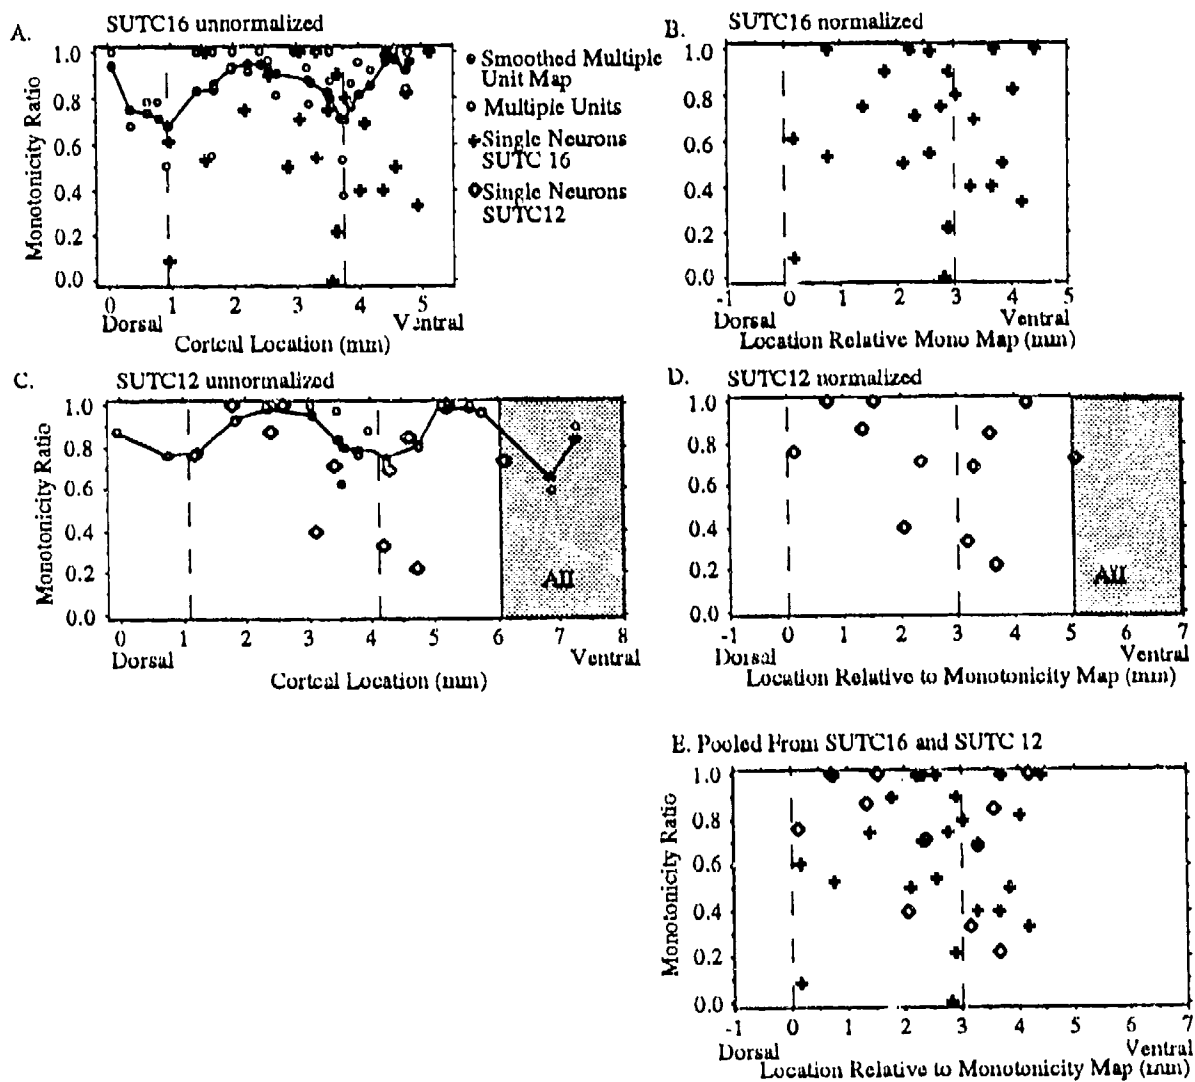 A.
SUTC16 unnormalized
Monotonicity Ratio
1.0
0.8
0.6
0.4
0.2
0.0
0 1 2 3 4 5
Dorsal
Ventral
Cortcal Location (mm)
Smoothed Multiple
Unit Map
Multiple Units
Single Neurons
SUTC 16
Single Neurons
SUTC12
B.
SUTC16 normalized
1.0
0.8
0.6
0.4
0.2
0.0
-1 0 1 2 3 4 5
Dorsal
Ventral
Location Relative Mono Map (mm)
C.
SUTC12 unnormalized
Monotonicity Ratio
1.0
0.8
0.6
0.4
0.2
0.0
AII
0 1 2 3 4 5 6 7 8
Dorsal
Ventral
Cortcal Location (mm)
D.
SUTC12 normalized
1.0
0.8
0.6
0.4
0.2
0.0
AII
-1 0 1 2 3 4 5 6 7
Dorsal
Ventral
Location Relative to Monotonicity Map (mm)
E. Pooled From SUTC16 and SUTC 12
Monotonicity Ratio
1.0
0.8
0.6
0.4
0.2
0.0
-1 0 1 2 3 4 5 6 7
Dorsal
Ventral
Location Relative to Monotonicity Map (mm)